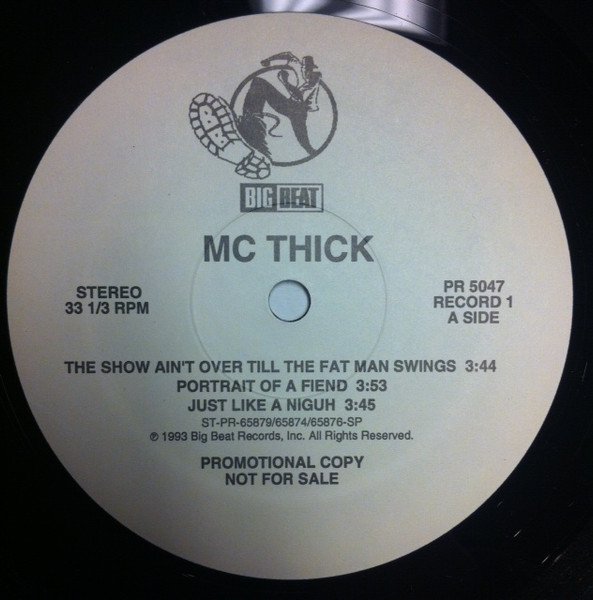 BIG BEAT
MC THICK
STEREO
33 1/3 RPM
PR 5047
RECORD 1
A SIDE
THE SHOW AIN'T OVER TILL THE FAT MAN SWINGS 3:44
PORTRAIT OF A FIEND 3:53
JUST LIKE A NIGUH 3:45
ST-PR-65879/65874/65876-SP
℗ 1993 Big Beat Records, Inc. All Rights Reserved.
PROMOTIONAL COPY
NOT FOR SALE